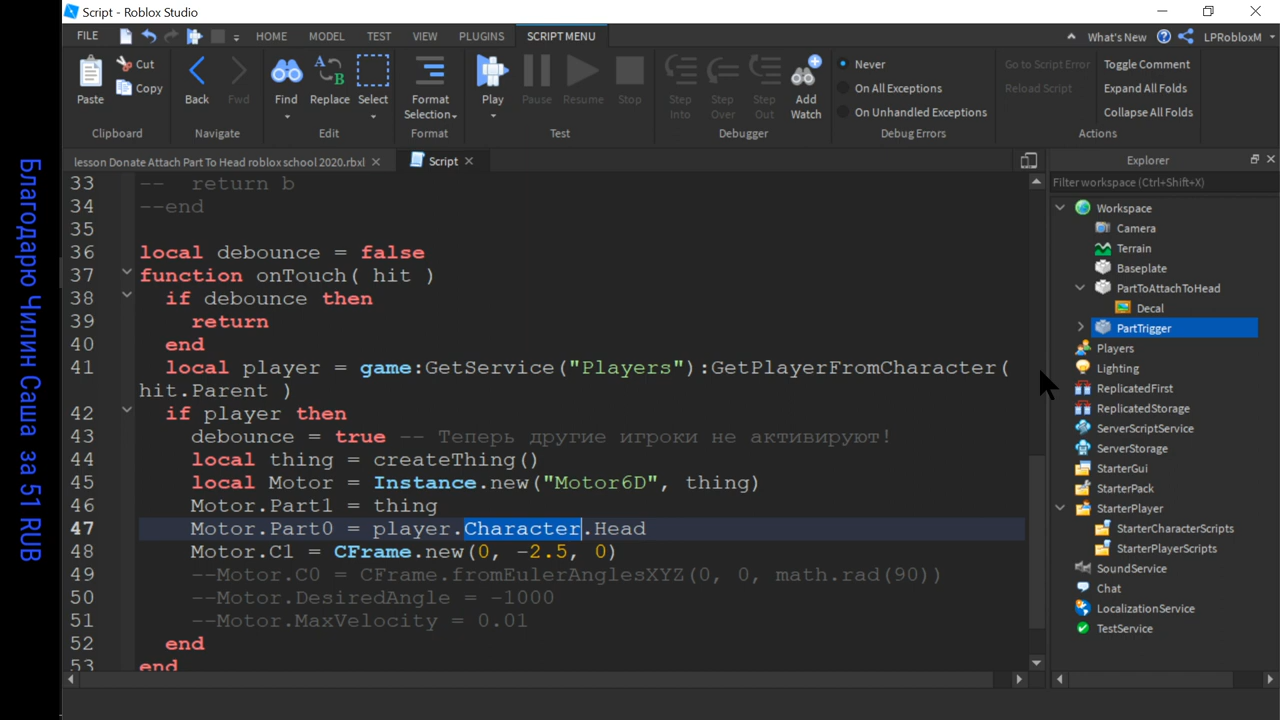 Script - Roblox Studio
FILE HOME MODEL TEST VIEW PLUGINS SCRIPT MENU What's New LPRobloxM
Paste Cut Copy Back Fwd Find Replace Select Format Selection Play Pause Resume Stop Step Into Step Over Step Out Add Watch
Never Go to Script Error Toggle Comment
On All Exceptions Reload Script Expand All Folds
On Unhandled Exceptions Collapse All Folds
Clipboard Navigate Edit Format Test Debugger Debug Errors Actions
lesson Donate Attach Part To Head roblox school 2020.rbxl Script Explorer
Filter workspace (Ctrl+Shift+X)
33 -- return b
34 --end
35
36 local debounce = false
37 function onTouch( hit )
38 if debounce then
39 return
40 end
41 local player = game:GetService("Players"):GetPlayerFromCharacter(
hit.Parent )
42 if player then
43 debounce = true -- Теперь другие игроки не активируют!
44 local thing = createThing()
45 local Motor = Instance.new("Motor6D", thing)
46 Motor.Part1 = thing
47 Motor.Part0 = player.Character.Head
48 Motor.C1 = CFrame.new(0, -2.5, 0)
49 --Motor.C0 = CFrame.fromEulerAnglesXYZ(0, 0, math.rad(90))
50 --Motor.DesiredAngle = -1000
51 --Motor.MaxVelocity = 0.01
52 end
53 end
Workspace
Camera
Terrain
Baseplate
PartToAttachToHead
Decal
PartTrigger
Players
Lighting
ReplicatedFirst
ReplicatedStorage
ServerScriptService
ServerStorage
StarterGui
StarterPack
StarterPlayer
StarterCharacterScripts
StarterPlayerScripts
SoundService
Chat
LocalizationService
TestService
Благодарю Чилин Саша за 51 RUB